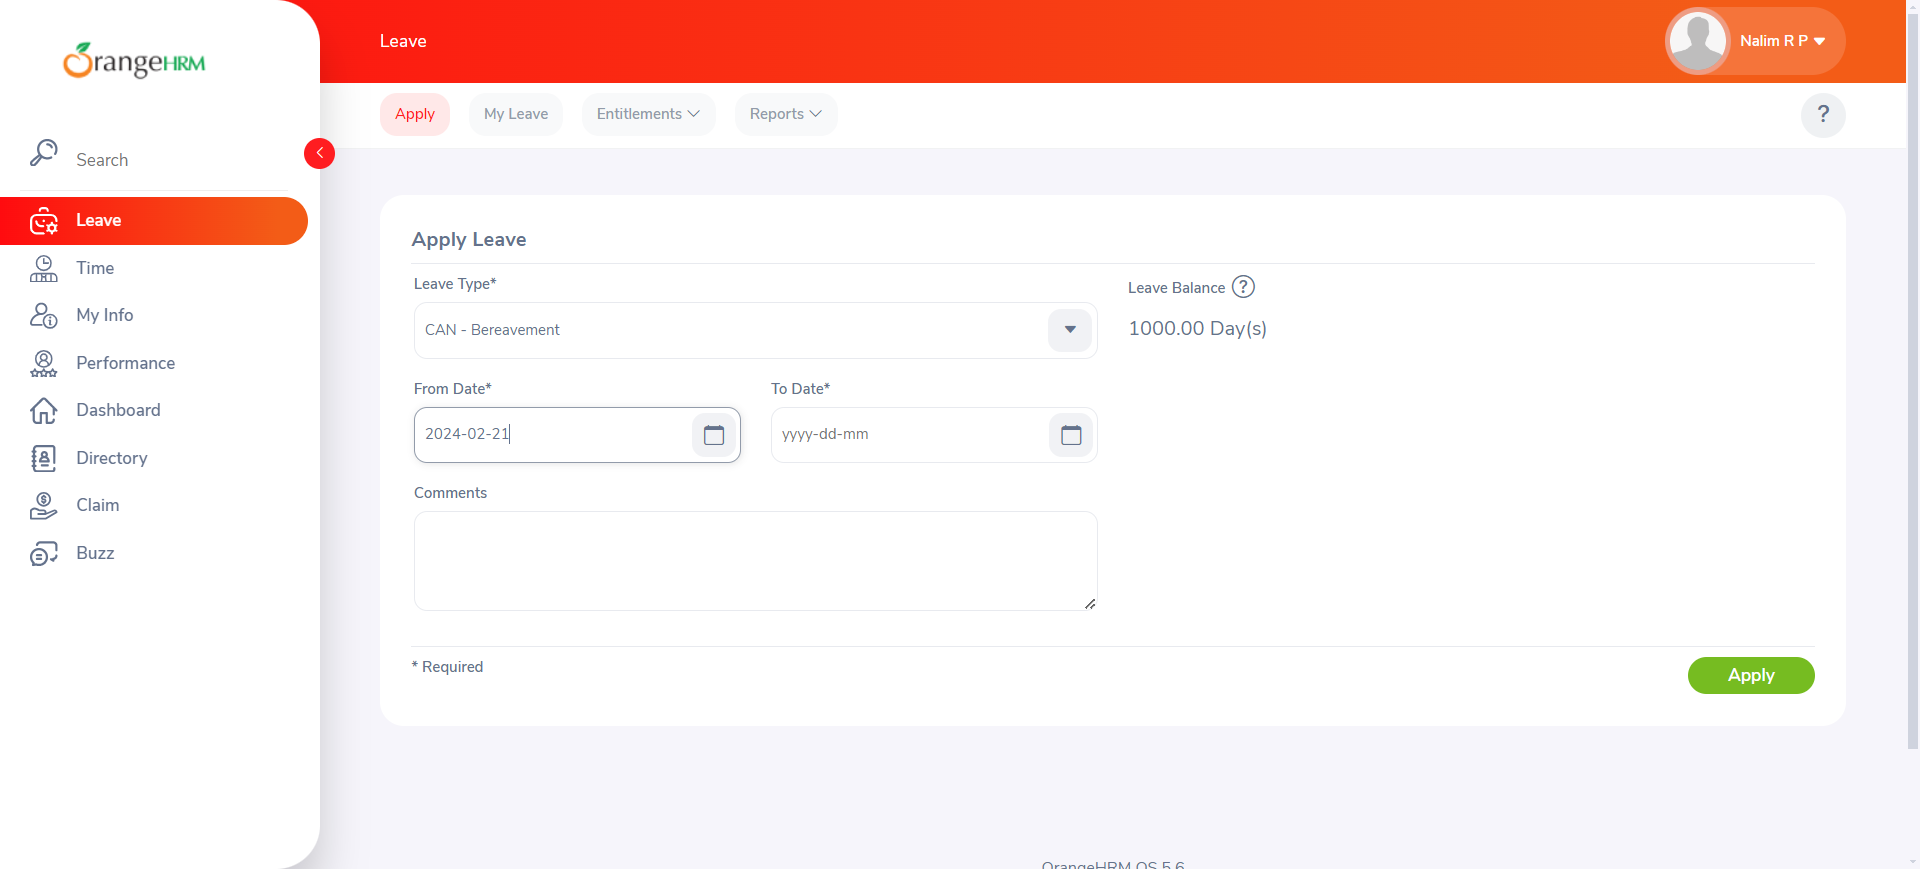 OrangeHRM
Leave
Nalim R P
Apply
My Leave
Entitlements
Reports
?
Search
Leave
Time
My Info
Performance
Dashboard
Directory
Claim
Buzz
Apply Leave
Leave Type*
Leave Balance ?
CAN - Bereavement
1000.00 Day(s)
From Date*
To Date*
2024-02-21
yyyy-dd-mm
Comments
* Required
Apply
OrangeHRM OS 5.6